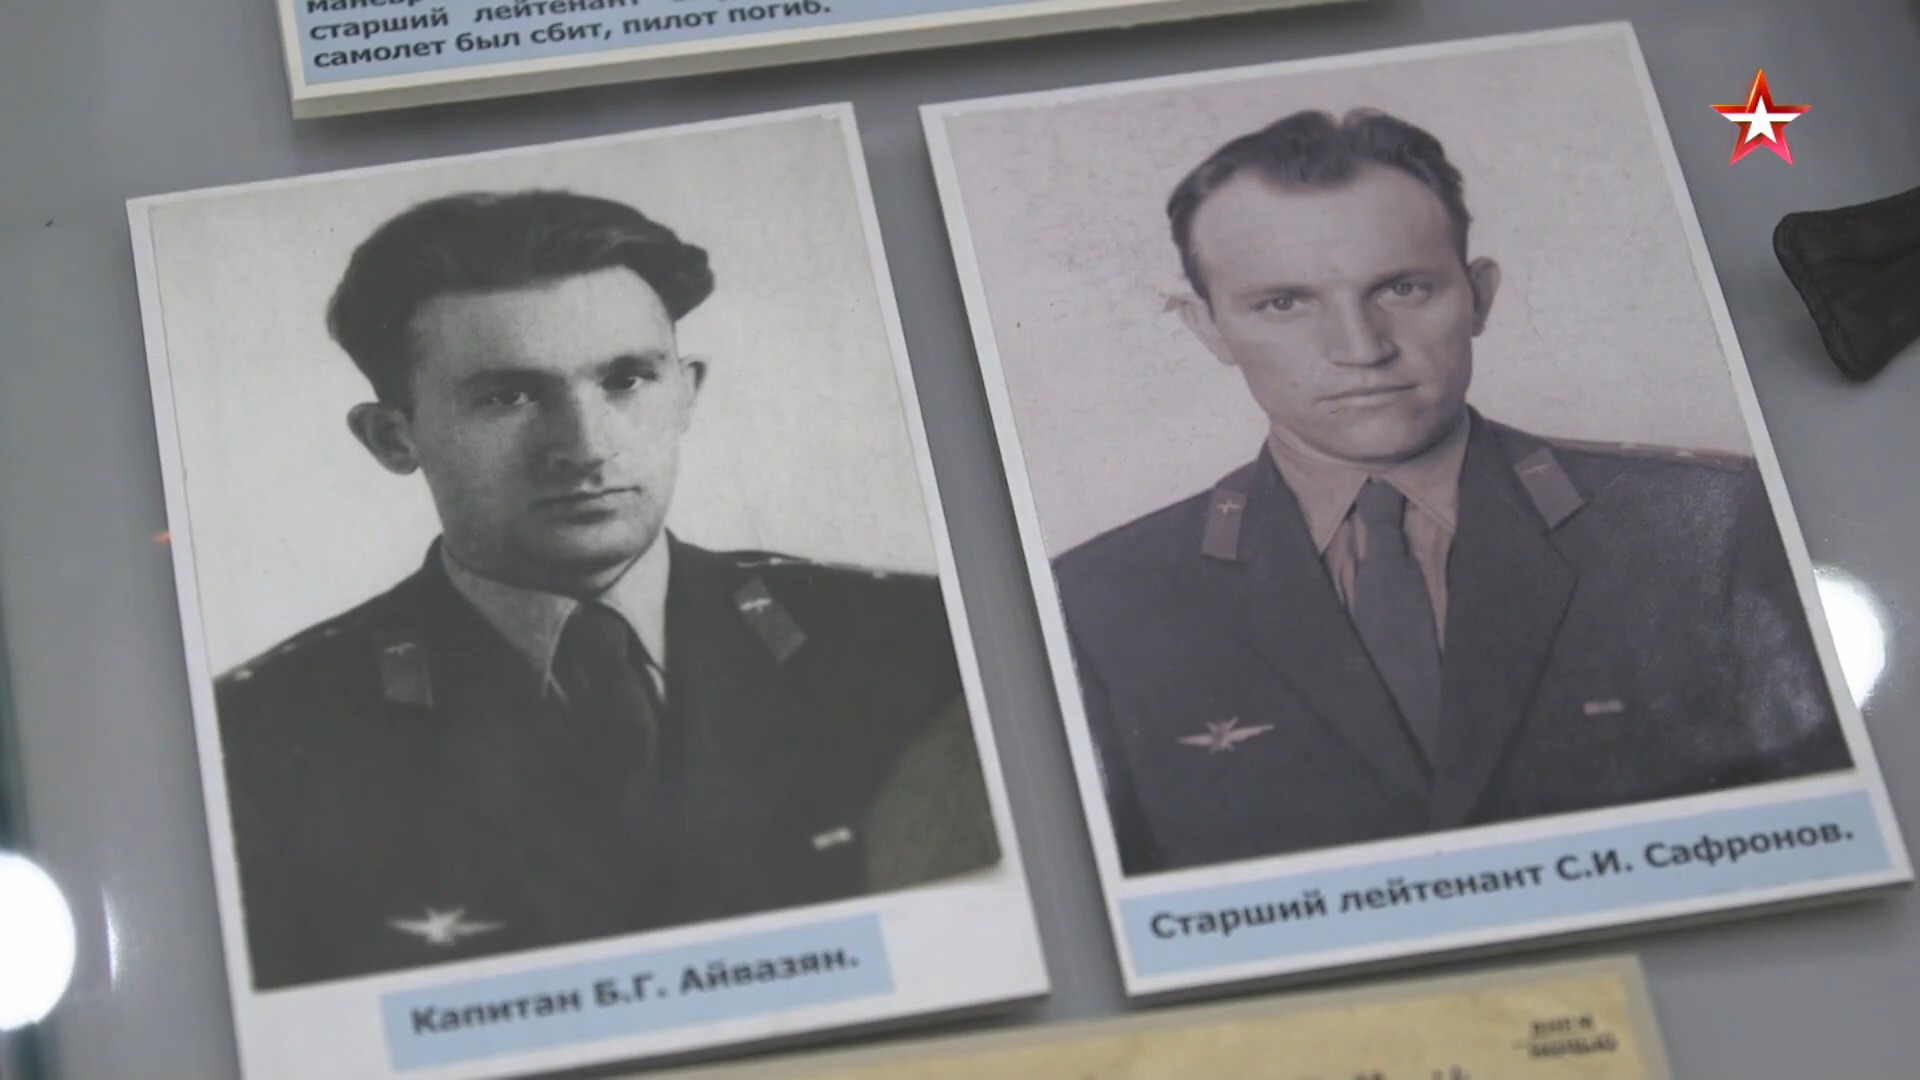 старший лейтенант
самолет был сбит, пилот погиб.
Капитан Б.Г. Айвазян.
Старший лейтенант С.И. Сафронов.